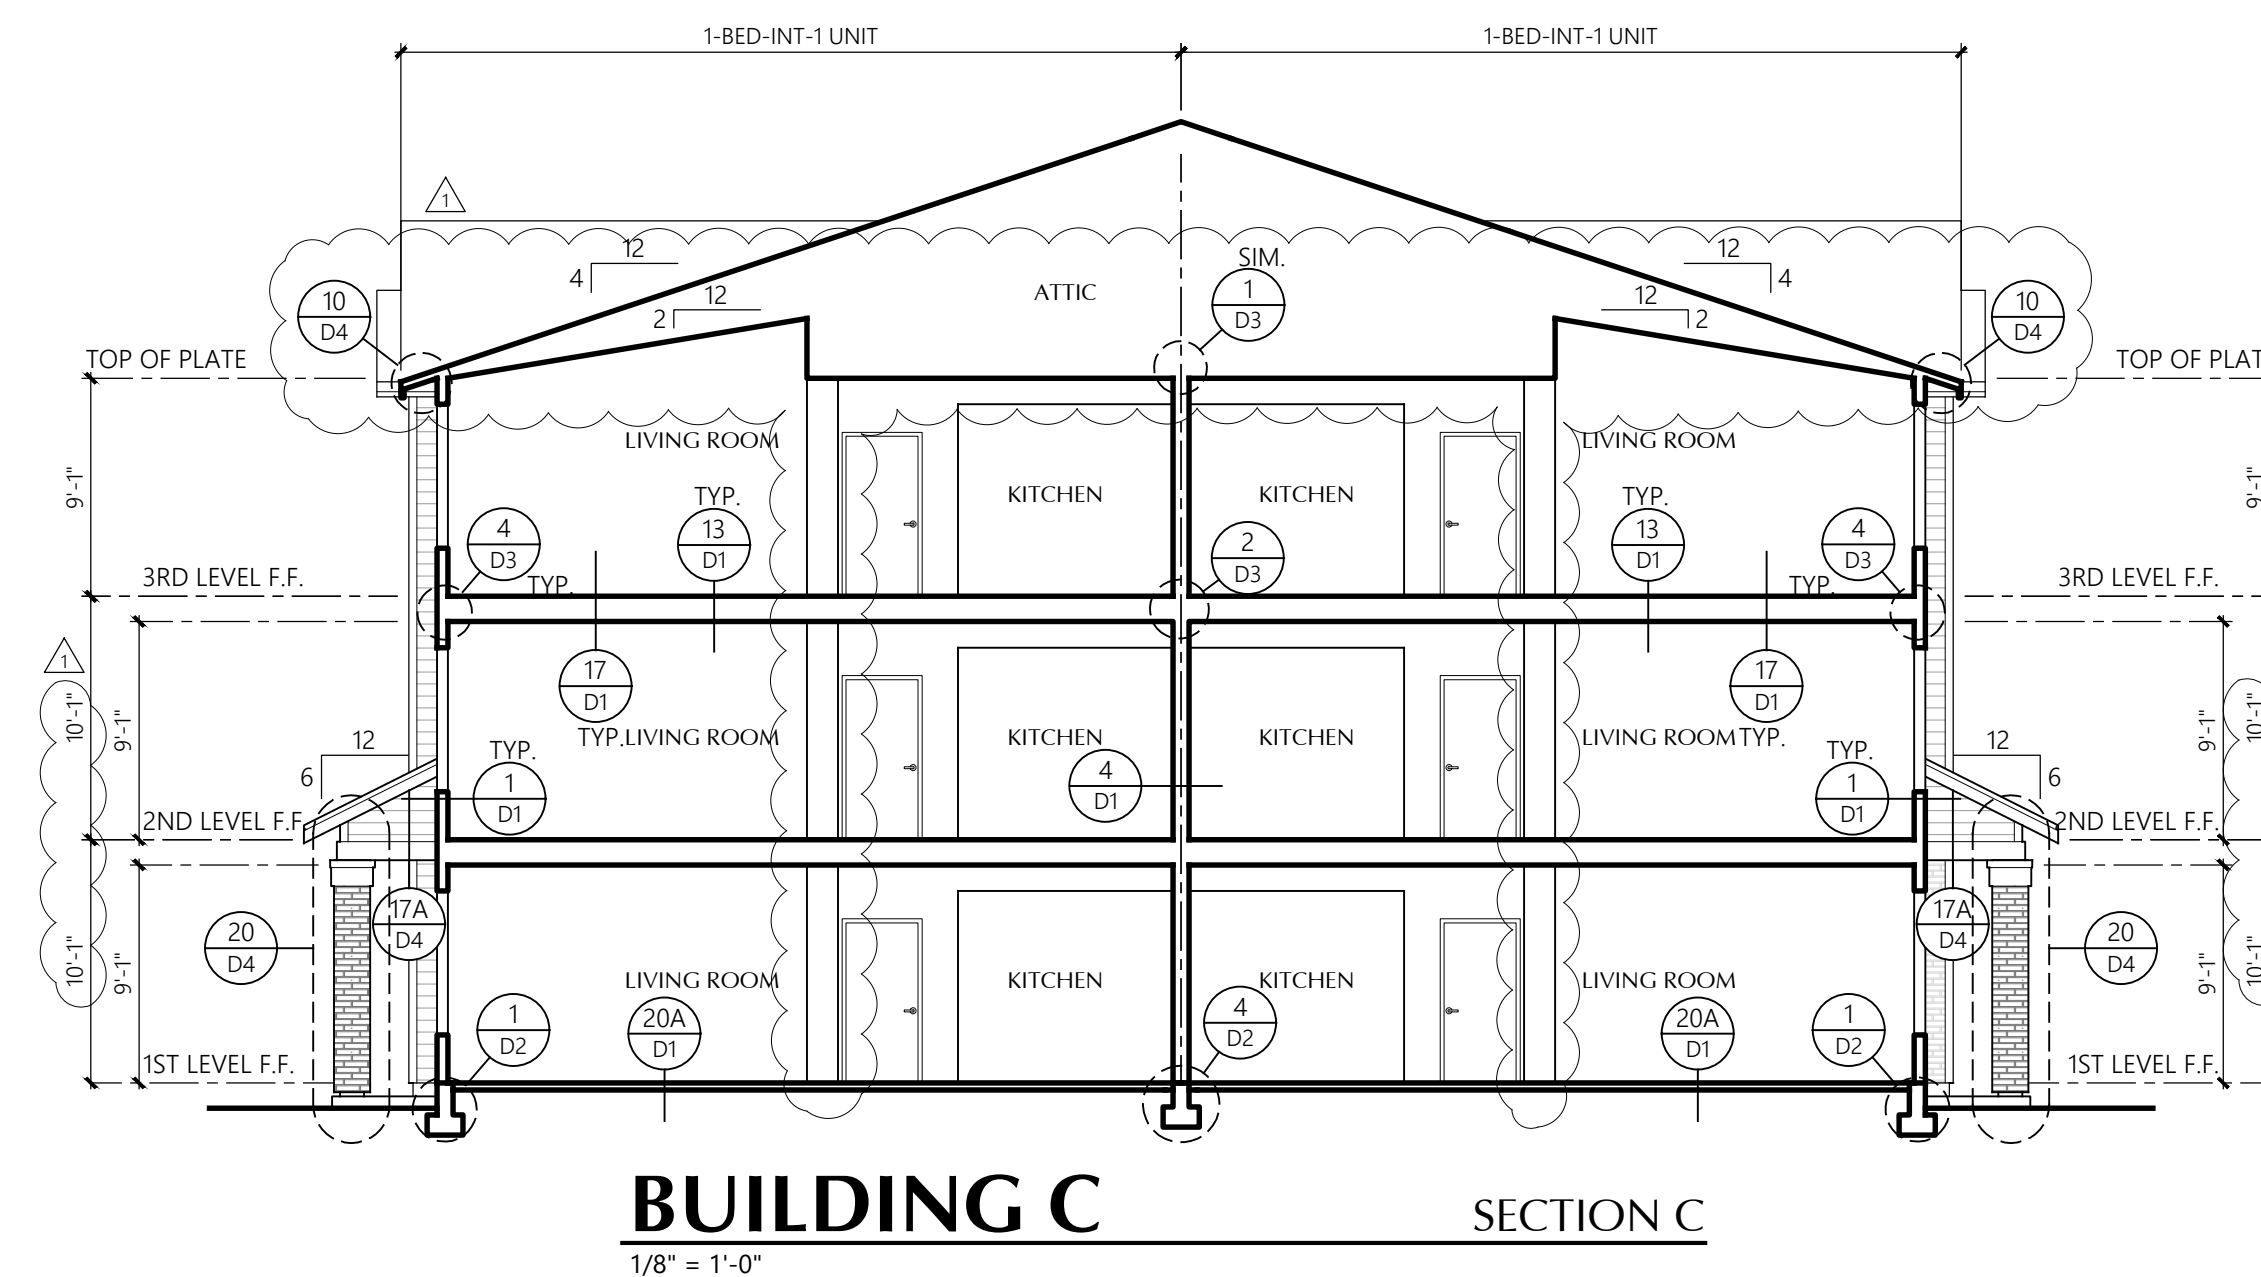 1-BED-INT-1 UNIT
1-BED-INT-1 UNIT
1
12
4
12
2
ATTIC
SIM.
1
D3
12
4
12
2
10
D4
10
D4
TOP OF PLATE
TOP OF PLAT
9'-1"
LIVING ROOM
KITCHEN
KITCHEN
LIVING ROOM
9'-1"
TYP.
13
D1
4
D3
TYP.
2
D3
TYP.
13
D1
4
D3
TYP.
3RD LEVEL F.F.
3RD LEVEL F.F.
1
17
D1
TYP.
17
D1
TYP.
10'-1"
9'-1"
LIVING ROOM
KITCHEN
KITCHEN
LIVING ROOM
9'-1"
10'-1"
12
6
TYP.
1
D1
4
D1
TYP.
1
D1
12
6
2ND LEVEL F.F.
2ND LEVEL F.F.
17A
D4
20
D4
17A
D4
20
D4
10'-1"
9'-1"
LIVING ROOM
KITCHEN
KITCHEN
LIVING ROOM
9'-1"
10'-1"
1
D2
20A
D1
4
D2
20A
D1
1
D2
1ST LEVEL F.F.
1ST LEVEL F.F.
BUILDING C
SECTION C
1/8" = 1'-0"